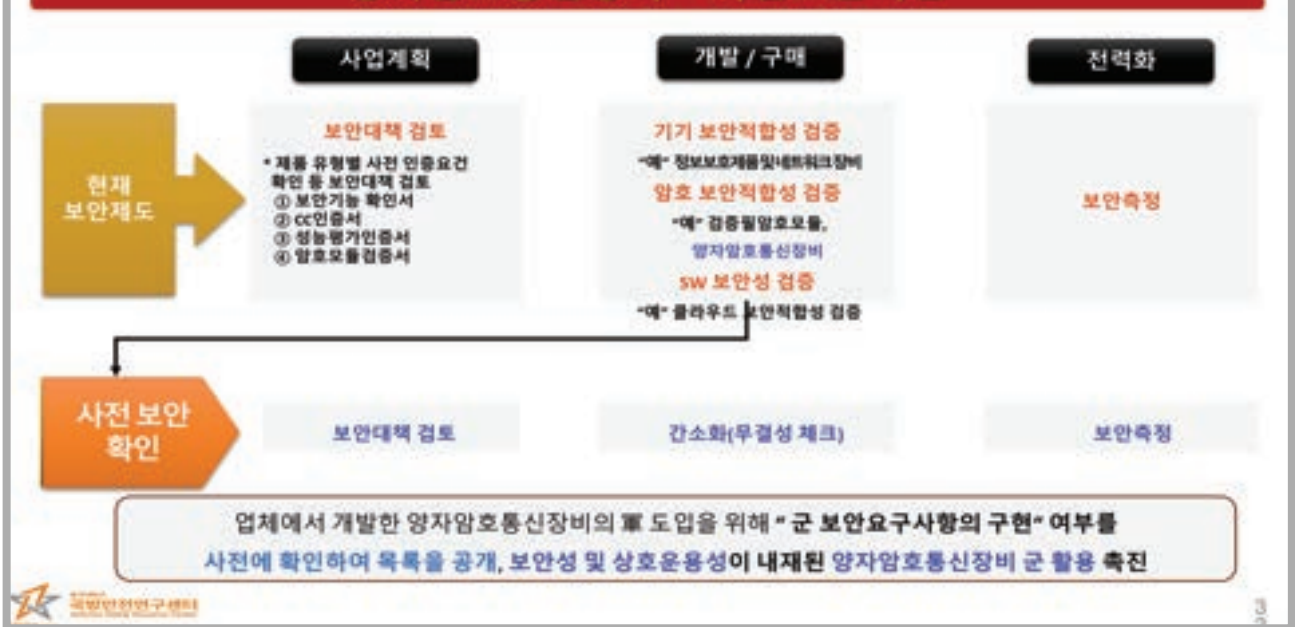 사업계획
개발 / 구매
전력화
현재
보안제도
보안대책 검토
* 제품 유형별 사전 인증요건
확인 등 보안대책 검토
① 보안기능 확인서
② CC인증서
③ 성능평가인증서
④ 암호모듈검증서
기기 보안적합성 검증
"예" 정보보호제품및네트워크장비
암호 보안적합성 검증
"예" 검증필암호모듈,
양자암호통신장비
SW 보안성 검증
"예" 클라우드 보안적합성 검증
보안측정
사전 보안
확인
보안대책 검토
간소화(무결성 체크)
보안측정
업체에서 개발한 양자암호통신장비의 軍 도입을 위해 " 군 보안요구사항의 구현" 여부를
사전에 확인하여 목록을 공개, 보안성 및 상호운용성이 내재된 양자암호통신장비 군 활용 촉진